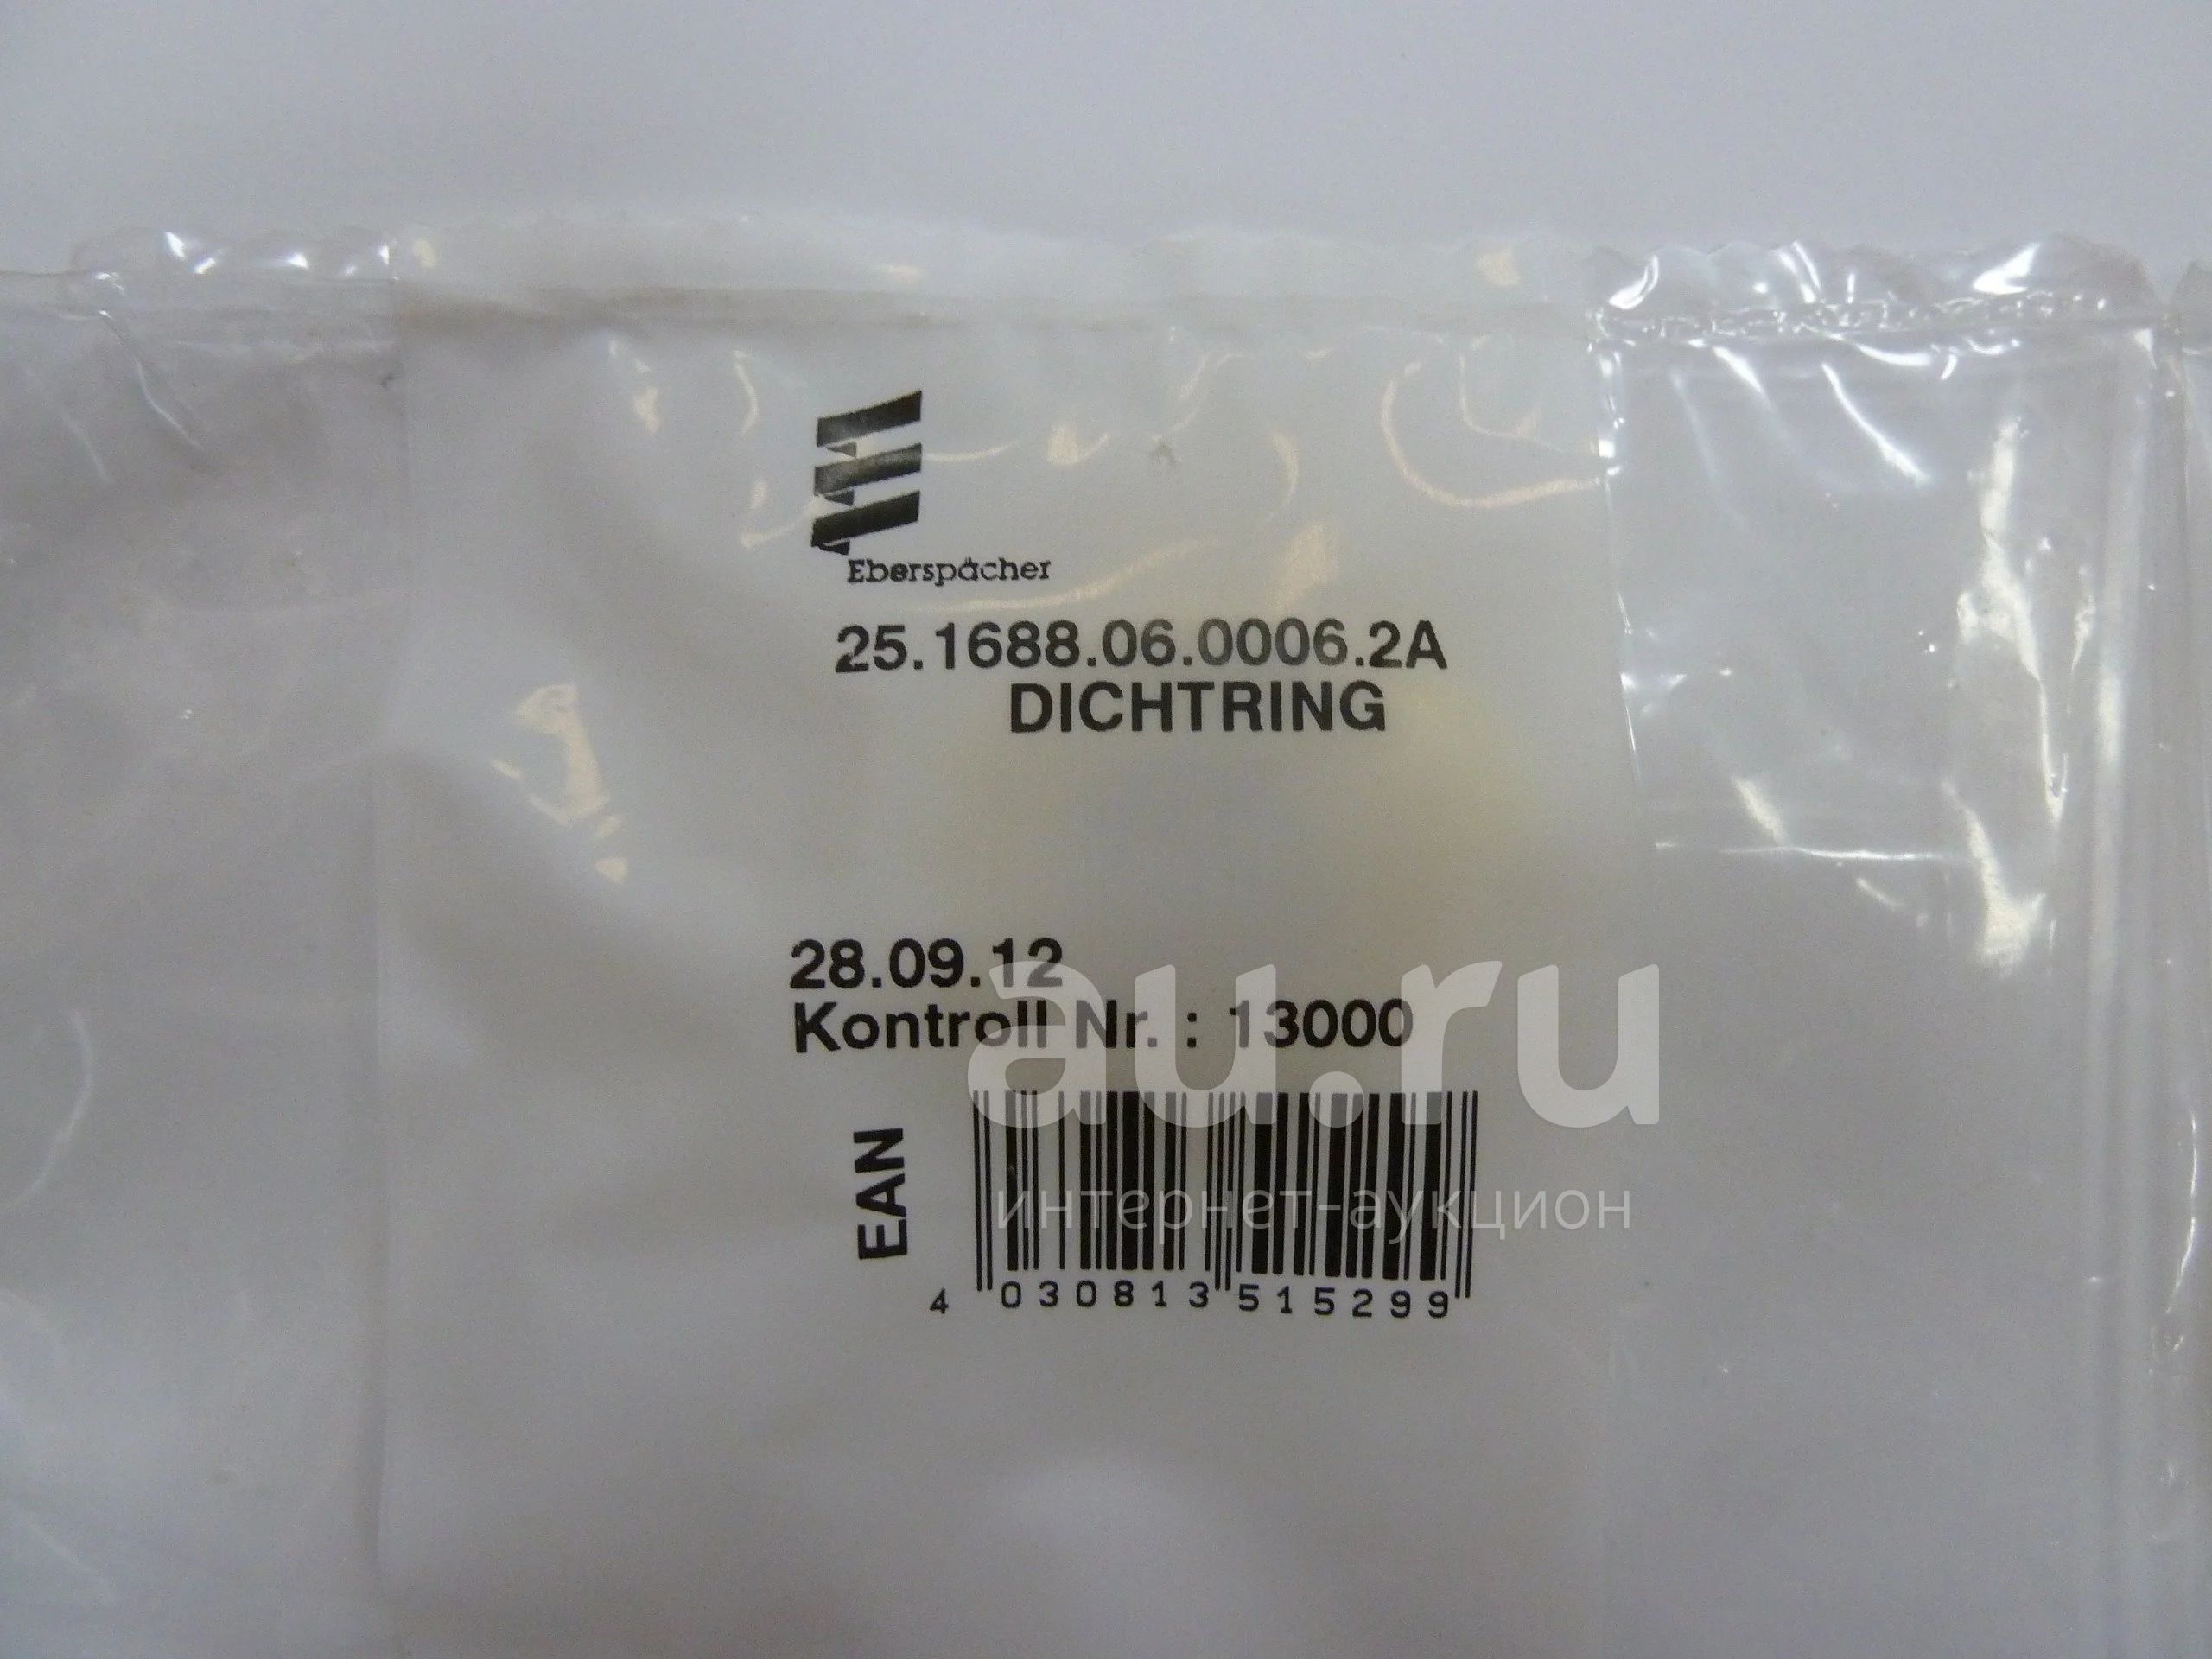 Eberspächer
25.1688.06.0006.2A
DICHTRING
28.09.12
Kontroll Nr. : 13000
au.ru
интернет-аукцион
EAN
4 030813 515299